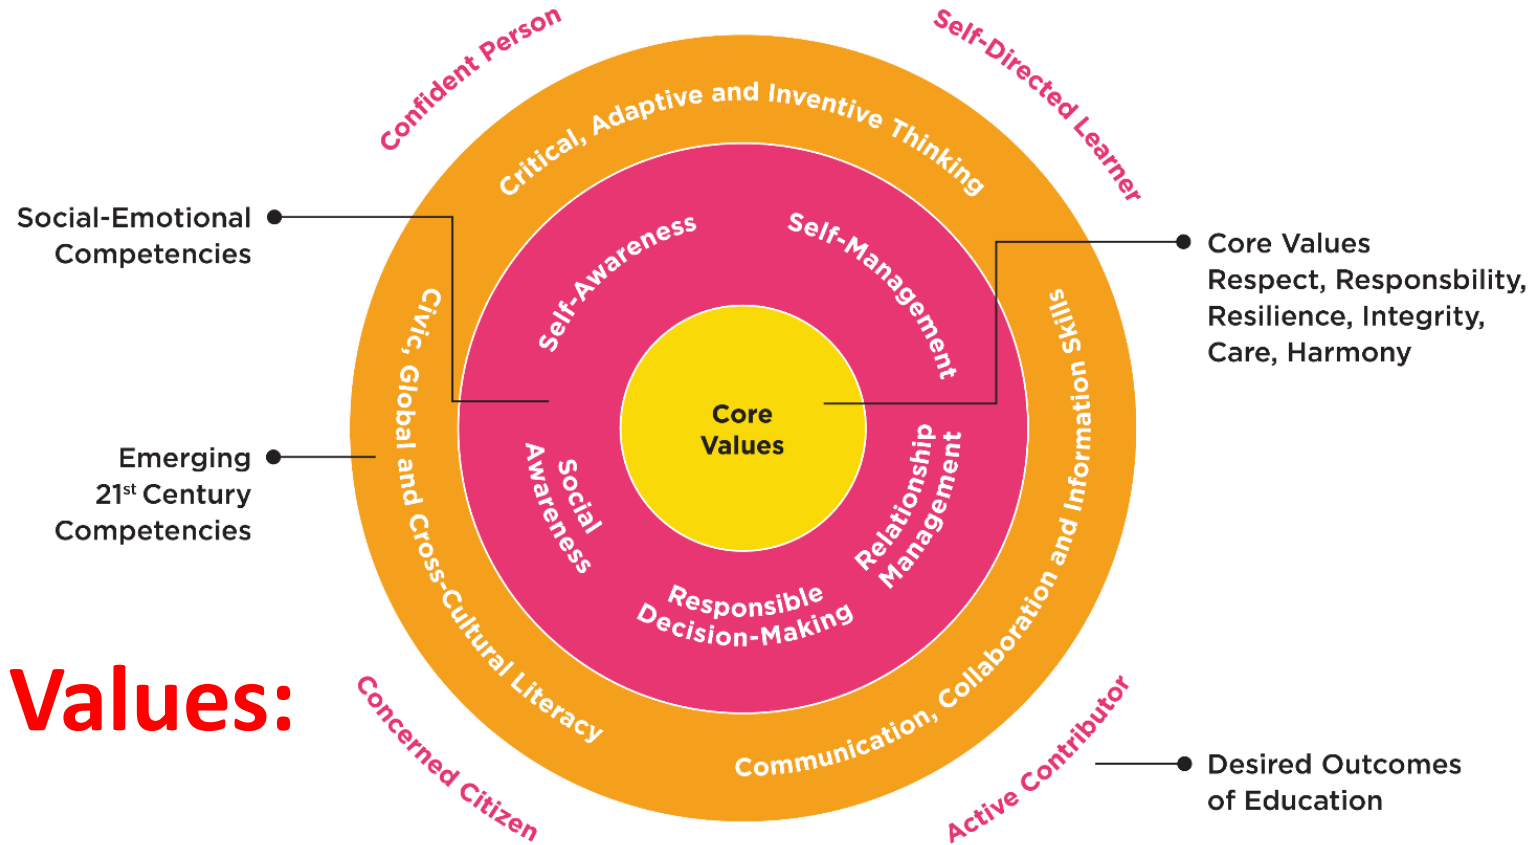 Confident Person
Self-Directed Learner
Critical, Adaptive and Inventive Thinking
Social-Emotional
Competencies
Self-Awareness
Self-Management
Core Values
Respect, Responsbility,
Resilience, Integrity,
Care, Harmony
Civic, Global and Cross-Cultural Literacy
Communication, Collaboration and Information Skills
Core
Values
Emerging
21st Century
Competencies
Social
Awareness
Relationship
Management
Responsible
Decision-Making
Values:
Concerned Citizen
Active Contributor
Desired Outcomes
of Education